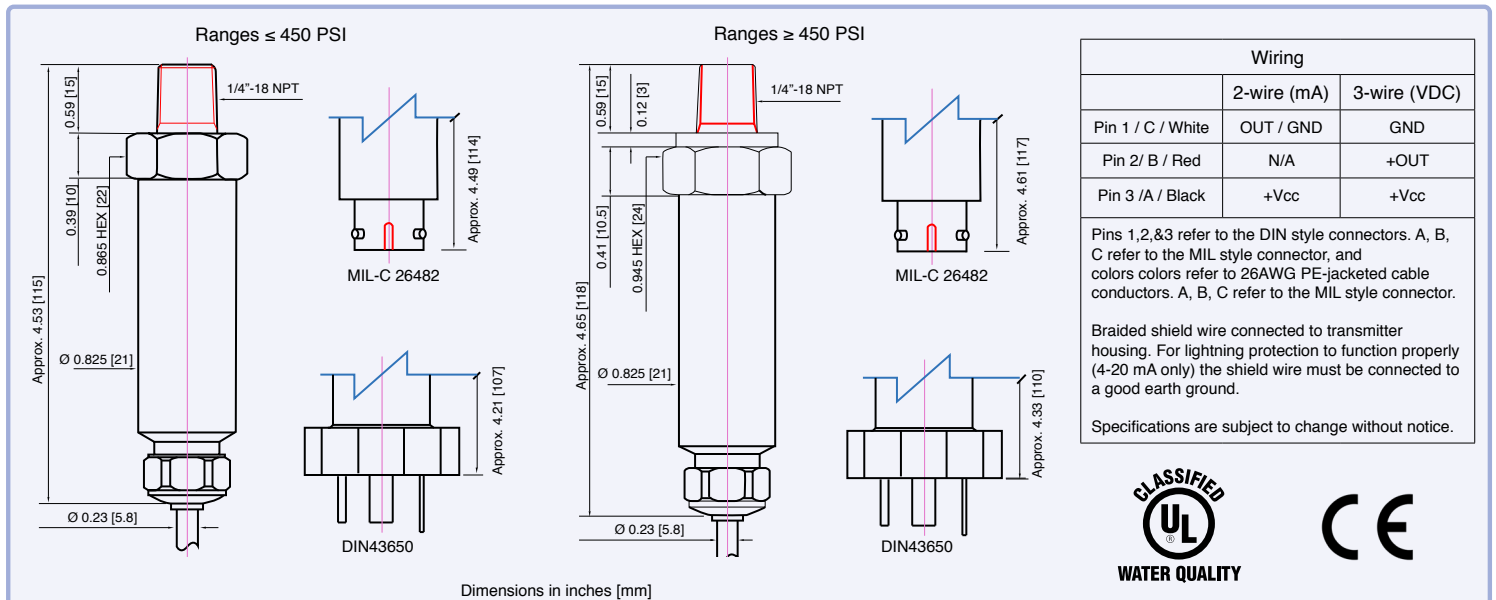 Ranges ≤ 450 PSI
0.59 [15]
1/4”-18 NPT
0.39 [10]
0.865 HEX [22]
Approx. 4.53 [115]
Ø 0.825 [21]
Ø 0.23 [5.8]
Approx. 4.49 [114]
MIL-C 26482
Approx. 4.21 [107]
DIN43650
Ranges ≥ 450 PSI
0.59 [15]
0.12 [3]
1/4”-18 NPT
0.41 [10.5]
0.945 HEX [24]
Approx. 4.65 [118]
Ø 0.825 [21]
Ø 0.23 [5.8]
Approx. 4.61 [117]
MIL-C 26482
Approx. 4.33 [110]
DIN43650
Dimensions in inches [mm]
Wiring
2-wire (mA) 3-wire (VDC)
Pin 1 / C / White OUT / GND GND
Pin 2/ B / Red N/A +OUT
Pin 3 /A / Black +Vcc +Vcc
Pins 1,2,&3 refer to the DIN style connectors. A, B,
C refer to the MIL style connector, and
colors colors refer to 26AWG PE-jacketed cable
conductors. A, B, C refer to the MIL style connector.
Braided shield wire connected to transmitter
housing. For lightning protection to function properly
(4-20 mA only) the shield wire must be connected to
a good earth ground.
Specifications are subject to change without notice.
CLASSIFIED
UL
®
WATER QUALITY
CE